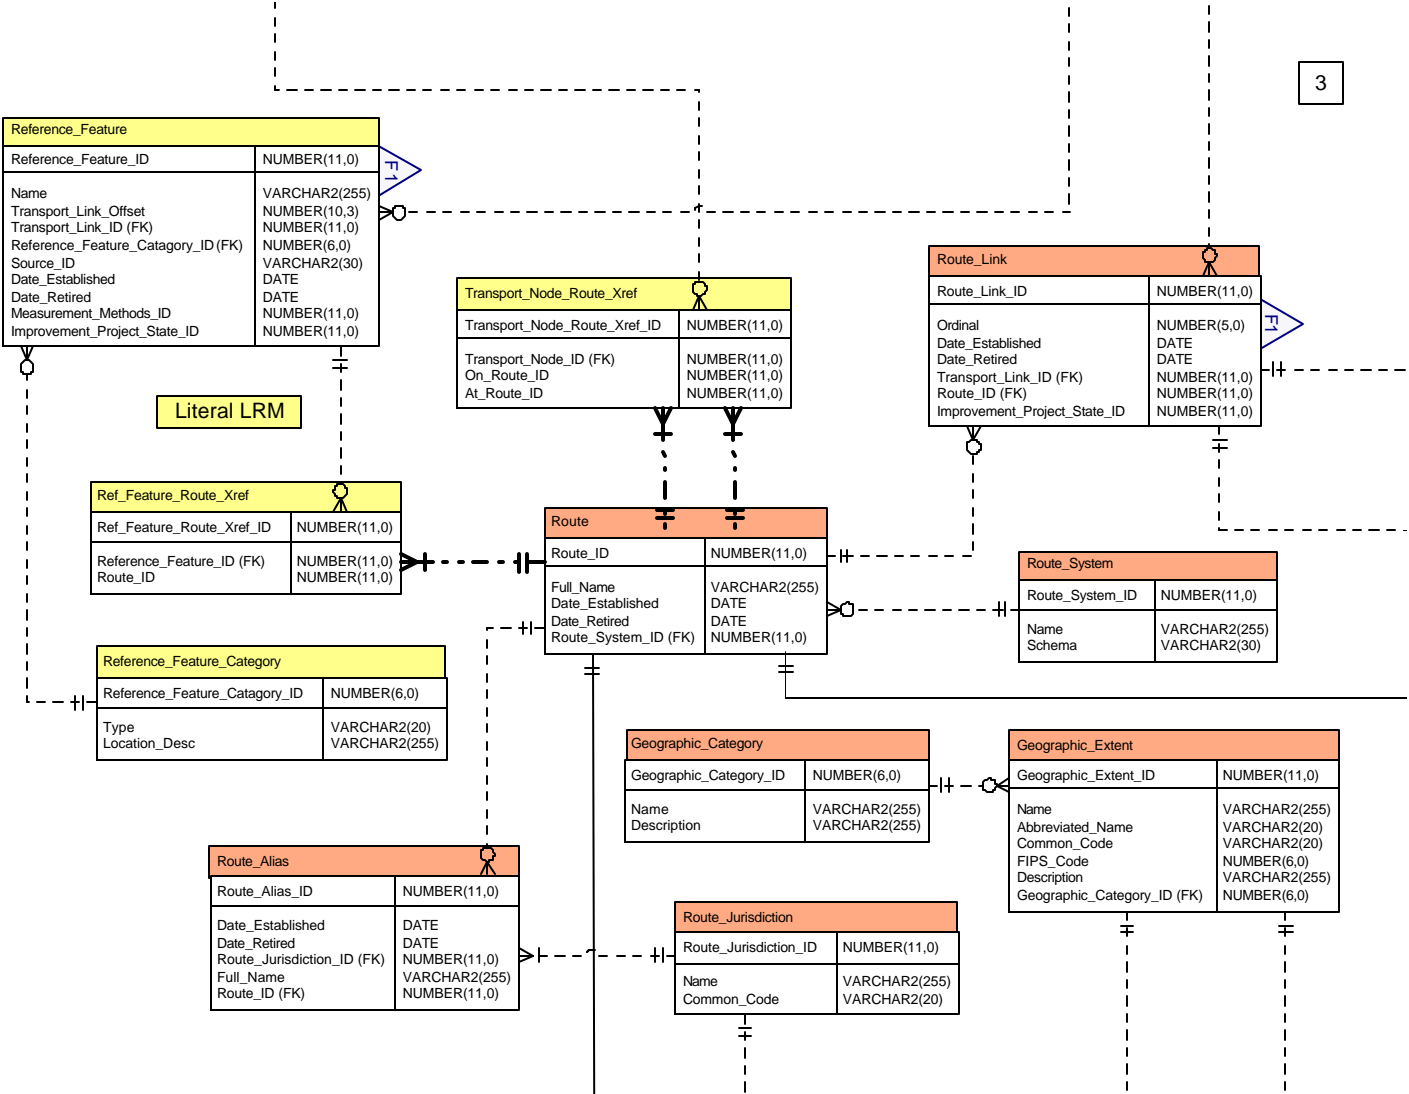 3
Reference_Feature
Reference_Feature_ID NUMBER(11,0)
F1
Name VARCHAR2(255)
Transport_Link_Offset NUMBER(10,3)
Transport_Link_ID (FK) NUMBER(11,0)
Reference_Feature_Catagory_ID (FK) NUMBER(6,0)
Source_ID VARCHAR2(30)
Date_Established DATE
Date_Retired DATE
Measurement_Methods_ID NUMBER(11,0)
Improvement_Project_State_ID NUMBER(11,0)
Transport_Node_Route_Xref
Transport_Node_Route_Xref_ID NUMBER(11,0)
Transport_Node_ID (FK) NUMBER(11,0)
On_Route_ID NUMBER(11,0)
At_Route_ID NUMBER(11,0)
Route_Link
Route_Link_ID NUMBER(11,0)
F1
Ordinal NUMBER(5,0)
Date_Established DATE
Date_Retired DATE
Transport_Link_ID (FK) NUMBER(11,0)
Route_ID (FK) NUMBER(11,0)
Improvement_Project_State_ID NUMBER(11,0)
Literal LRM
Ref_Feature_Route_Xref
Ref_Feature_Route_Xref_ID NUMBER(11,0)
Reference_Feature_ID (FK) NUMBER(11,0)
Route_ID NUMBER(11,0)
Route
Route_ID NUMBER(11,0)
Full_Name VARCHAR2(255)
Date_Established DATE
Date_Retired DATE
Route_System_ID (FK) NUMBER(11,0)
Route_System
Route_System_ID NUMBER(11,0)
Name VARCHAR2(255)
Schema VARCHAR2(30)
Reference_Feature_Category
Reference_Feature_Catagory_ID NUMBER(6,0)
Type VARCHAR2(20)
Location_Desc VARCHAR2(255)
Geographic_Category
Geographic_Category_ID NUMBER(6,0)
Name VARCHAR2(255)
Description VARCHAR2(255)
Geographic_Extent
Geographic_Extent_ID NUMBER(11,0)
Name VARCHAR2(255)
Abbreviated_Name VARCHAR2(20)
Common_Code VARCHAR2(20)
FIPS_Code NUMBER(6,0)
Description VARCHAR2(255)
Geographic_Category_ID (FK) NUMBER(6,0)
Route_Alias
Route_Alias_ID NUMBER(11,0)
Date_Established DATE
Date_Retired DATE
Route_Jurisdiction_ID (FK) NUMBER(11,0)
Full_Name VARCHAR2(255)
Route_ID (FK) NUMBER(11,0)
Route_Jurisdiction
Route_Jurisdiction_ID NUMBER(11,0)
Name VARCHAR2(255)
Common_Code VARCHAR2(20)